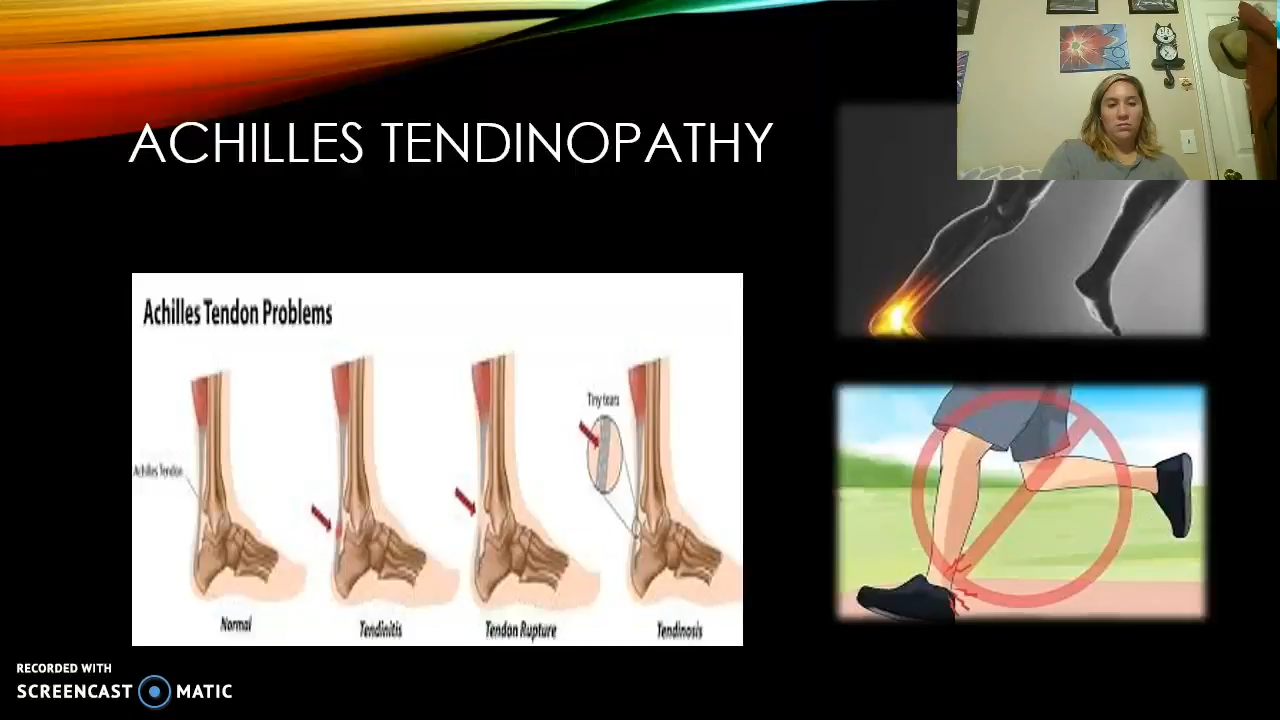 ACHILLES TENDINOPATHY
Achilles Tendon Problems
Tiny tears
Achilles Tendon
Normal
Tendinitis
Tendon Rupture
Tendinosis
RECORDED WITH
SCREENCAST MATIC